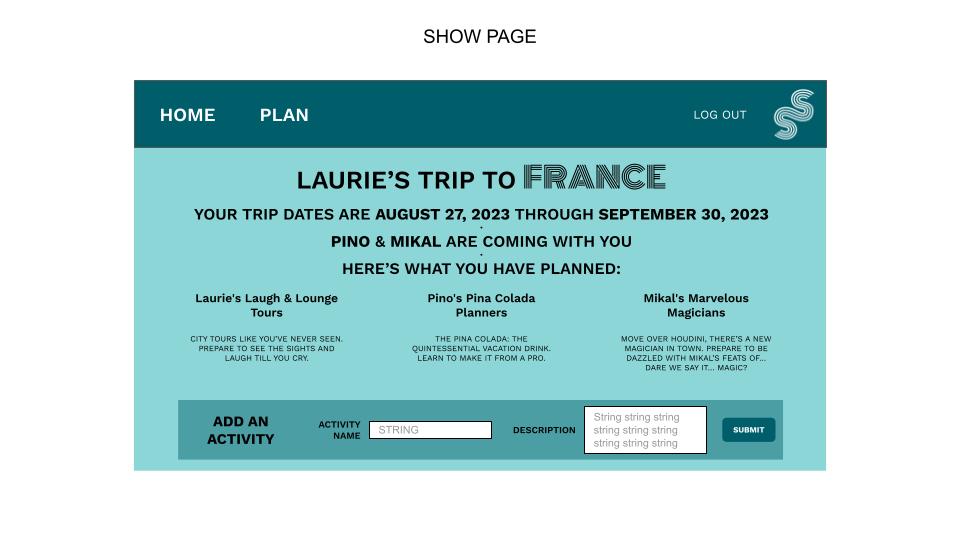 SHOW PAGE
HOME PLAN LOG OUT SS
LAURIE'S TRIP TO FRANCE
YOUR TRIP DATES ARE AUGUST 27, 2023 THROUGH SEPTEMBER 30, 2023
PINO & MIKAL ARE COMING WITH YOU
HERE'S WHAT YOU HAVE PLANNED:
Laurie's Laugh & Lounge
Tours
CITY TOURS LIKE YOU'VE NEVER SEEN.
PREPARE TO SEE THE SIGHTS AND
LAUGH TILL YOU CRY.
Pino's Pina Colada
Planners
THE PINA COLADA: THE
QUINTESSENTIAL VACATION DRINK.
LEARN TO MAKE IT FROM A PRO.
Mikal's Marvelous
Magicians
MOVE OVER HOUDINI, THERE'S A NEW
MAGICIAN IN TOWN. PREPARE TO BE
DAZZLED WITH MIKAL'S FEATS OF...
DARE WE SAY IT... MAGIC?
ADD AN
ACTIVITY
ACTIVITY
NAME
STRING
DESCRIPTION
String string string
string string string
string string string
SUBMIT